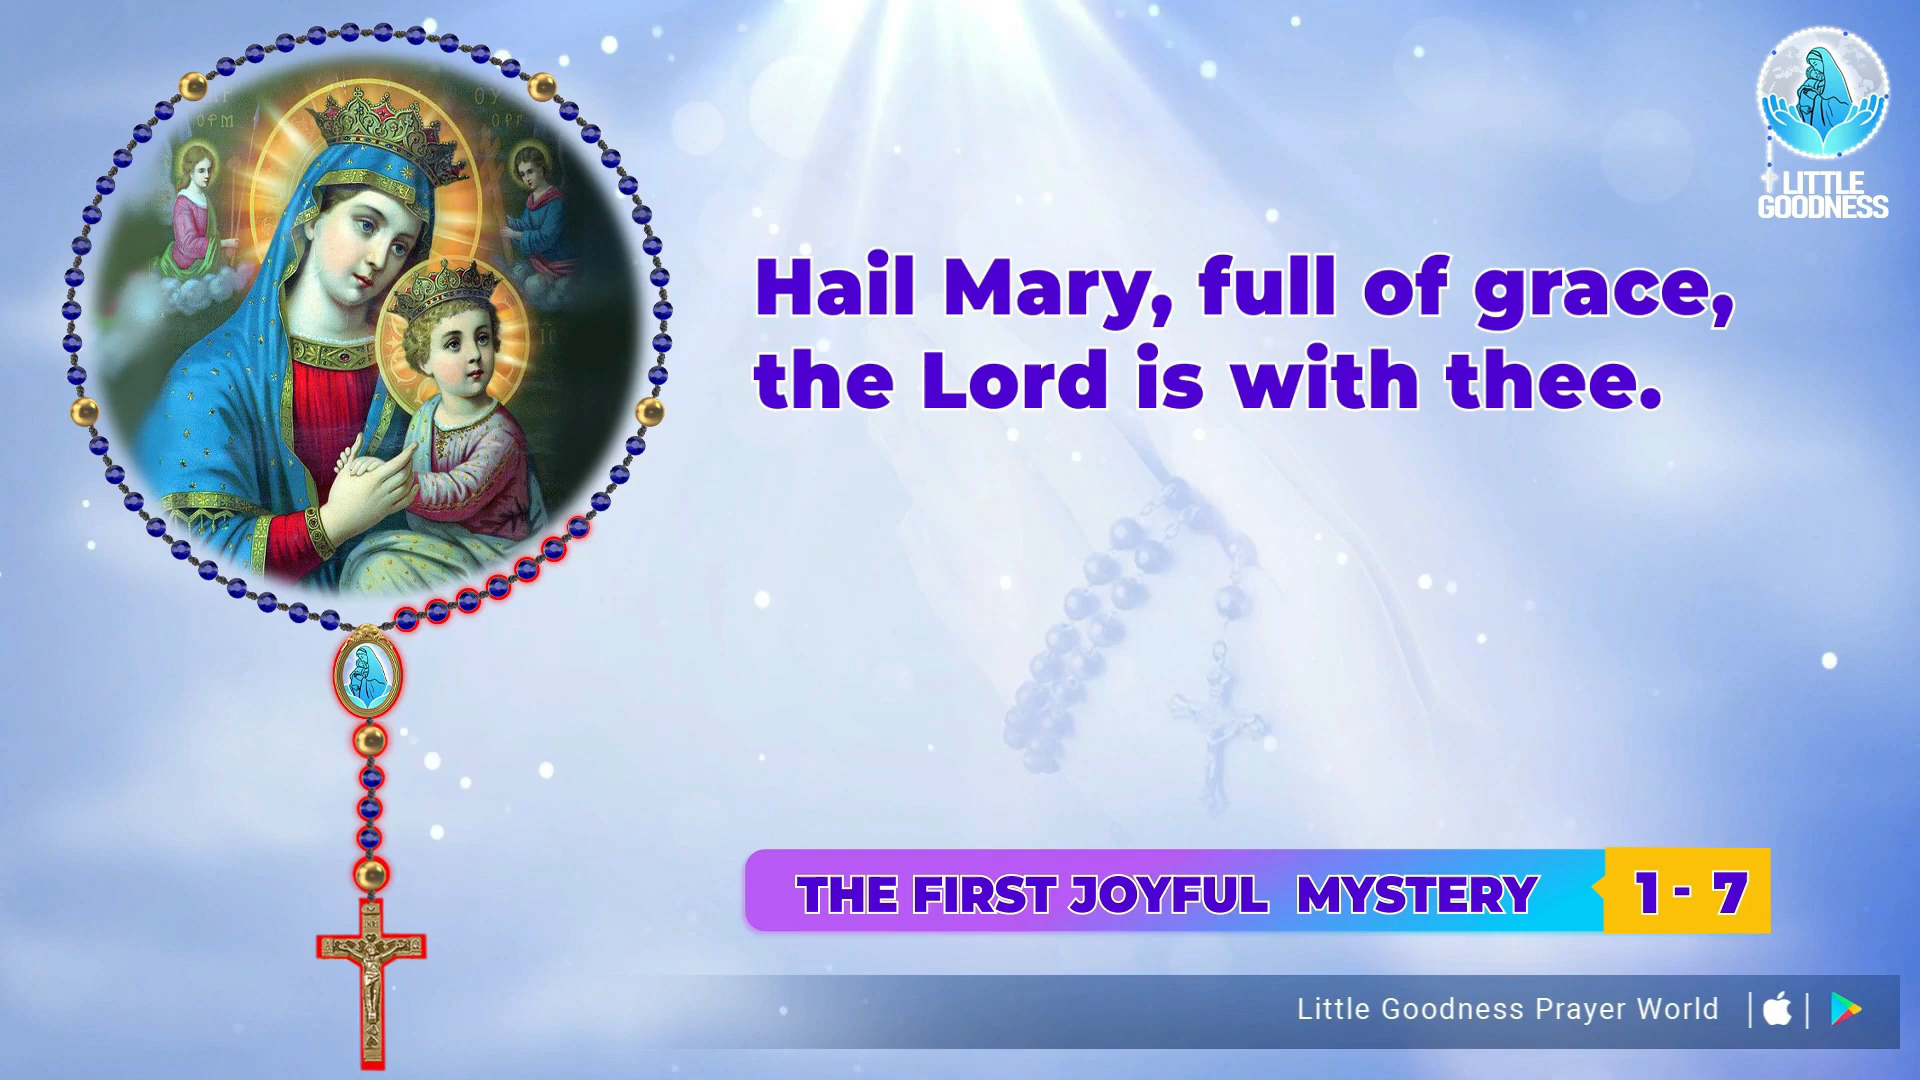 LITTLE
GOODNESS
Hail Mary, full of grace,
the Lord is with thee.
THE FIRST JOYFUL MYSTERY
1 - 7
Little Goodness Prayer World